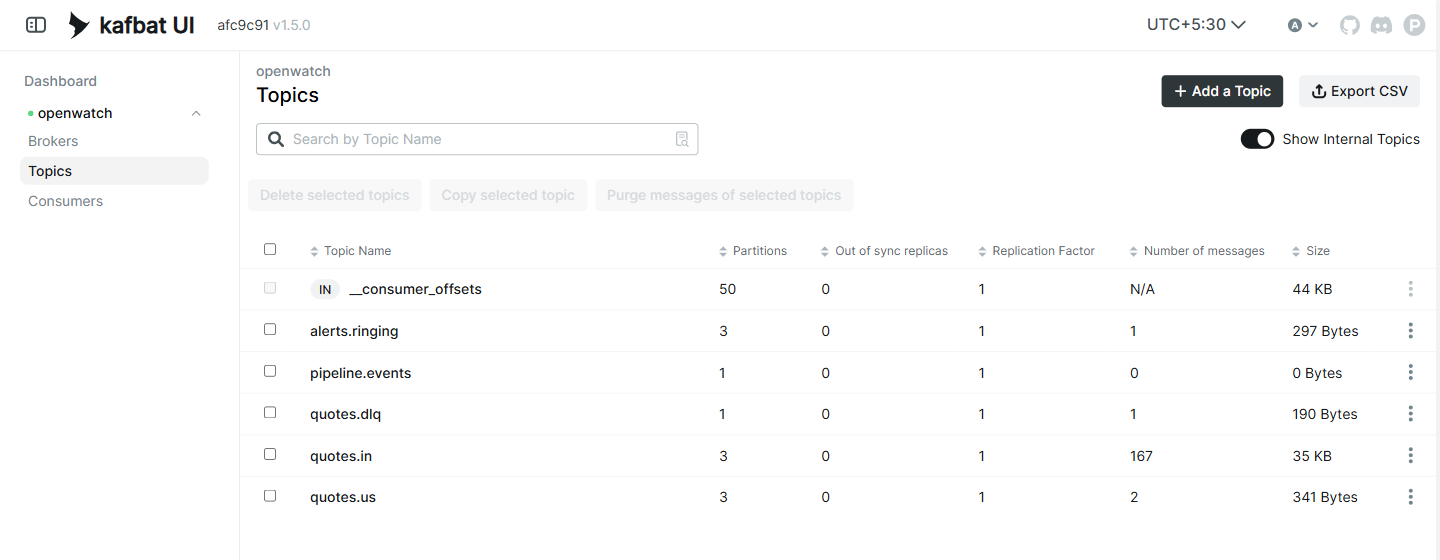 kafbat UI afc9c91 v1.5.0 UTC+5:30 A
Dashboard
openwatch
Brokers
Topics
Consumers
openwatch
Topics
+ Add a Topic Export CSV
Search by Topic Name
Show Internal Topics
Delete selected topics Copy selected topic Purge messages of selected topics
Topic Name Partitions Out of sync replicas Replication Factor Number of messages Size
IN __consumer_offsets 50 0 1 N/A 44 KB
alerts.ringing 3 0 1 1 297 Bytes
pipeline.events 1 0 1 0 0 Bytes
quotes.dlq 1 0 1 1 190 Bytes
quotes.in 3 0 1 167 35 KB
quotes.us 3 0 1 2 341 Bytes